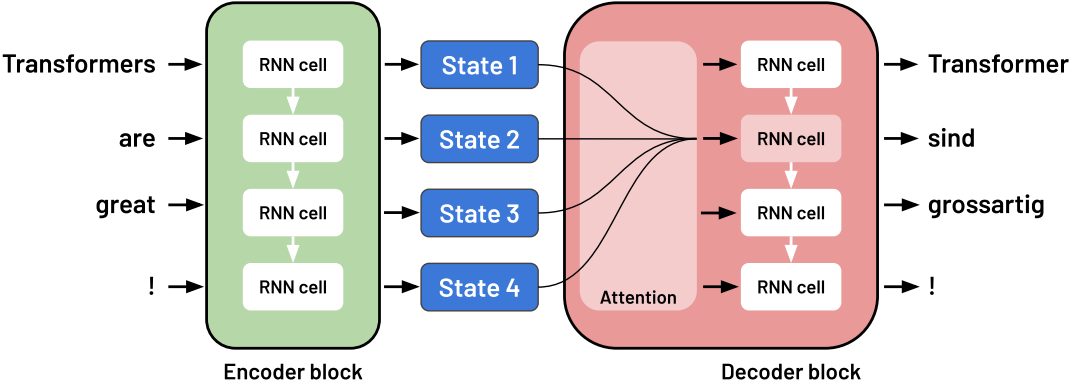 Transformers RNN cell State 1 RNN cell Transformer
are RNN cell State 2 RNN cell sind
great RNN cell State 3 RNN cell grossartig
! RNN cell State 4 Attention RNN cell !
Encoder block Decoder block